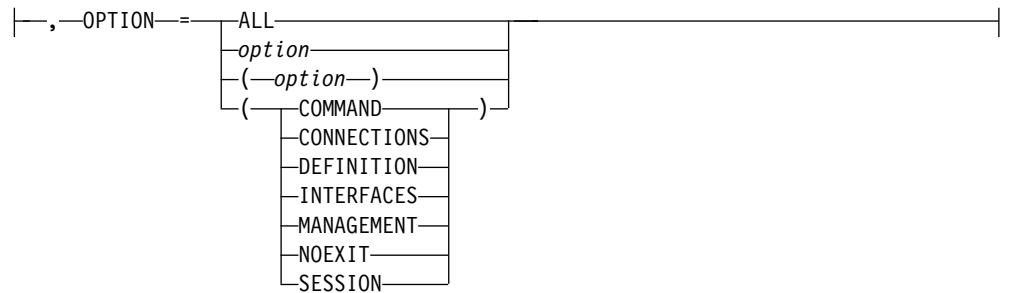 , OPTION = ALL
option
( option )
( COMMAND )
CONNECTIONS
DEFINITION
INTERFACES
MANAGEMENT
NOEXIT
SESSION